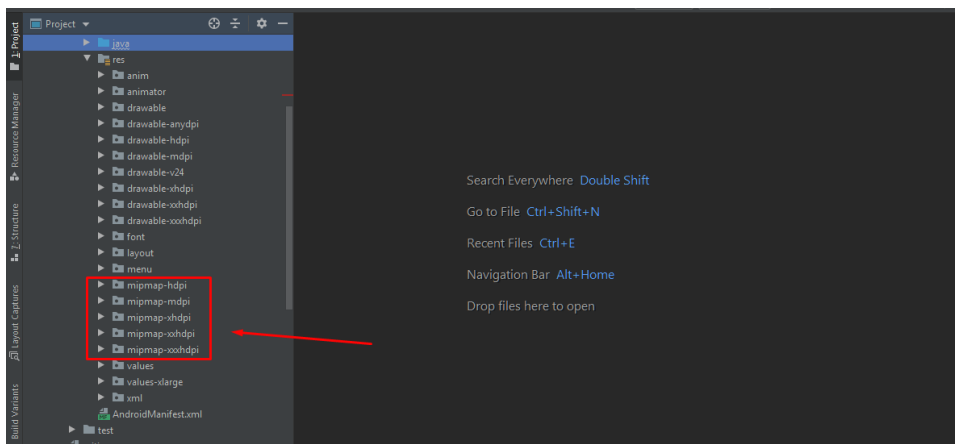 Project
java
res
anim
animator
drawable
drawable-anydpi
drawable-hdpi
drawable-mdpi
drawable-v24
drawable-xhdpi
drawable-xxhdpi
drawable-xxxhdpi
font
layout
menu
mipmap-hdpi
mipmap-mdpi
mipmap-xhdpi
mipmap-xxhdpi
mipmap-xxxhdpi
values
values-xlarge
xml
AndroidManifest.xml
test
1: Project
Resource Manager
Z: Structure
Layout Captures
Build Variants
Search Everywhere Double Shift
Go to File Ctrl+Shift+N
Recent Files Ctrl+E
Navigation Bar Alt+Home
Drop files here to open